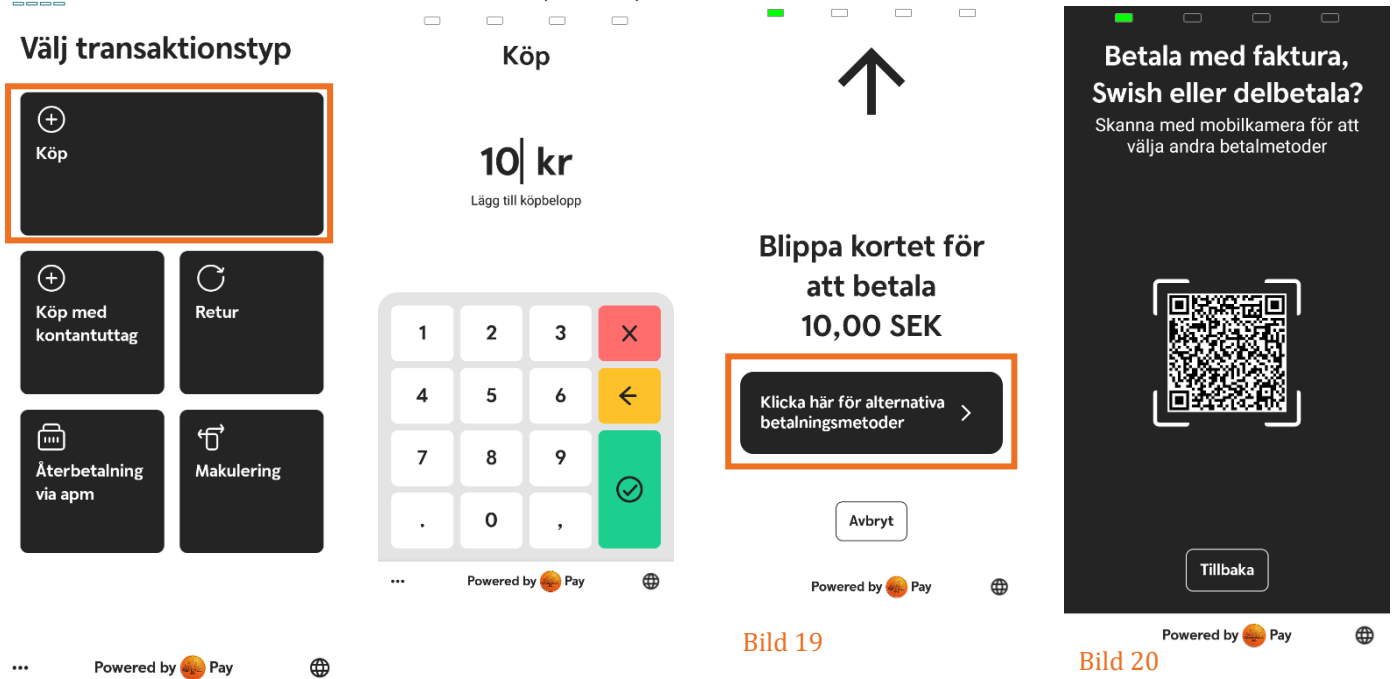 Välj transaktionstyp
Köp
Köp med
kontantuttag
Retur
Återbetalning
via apm
Makulering
Powered by Pay
Köp
10 kr
Lägg till köpbelopp
1 2 3
4 5 6
7 8 9
. 0 ,
Powered by Pay
Blippa kortet för
att betala
10,00 SEK
Klicka här för alternativa
betalningsmetoder
Avbryt
Powered by Pay
Bild 19
Betala med faktura,
Swish eller delbetala?
Skanna med mobilkamera för att
välja andra betalmetoder
Tillbaka
Powered by Pay
Bild 20